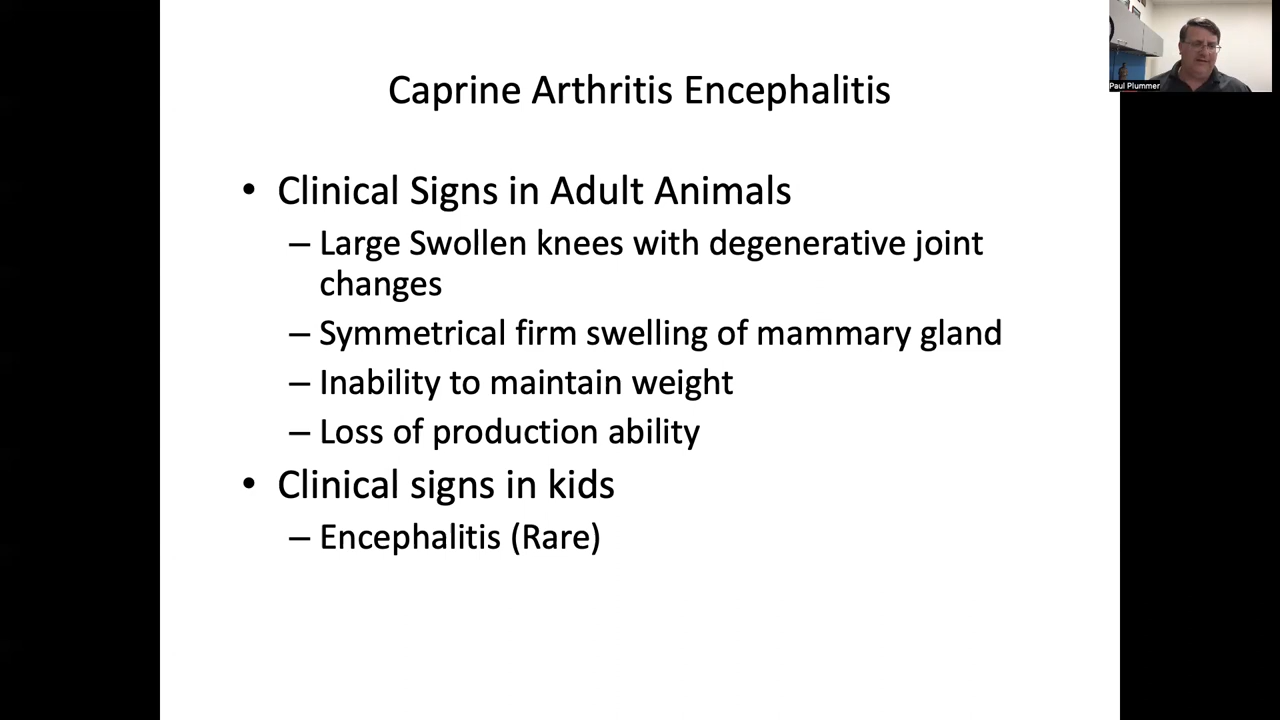 Caprine Arthritis Encephalitis
• Clinical Signs in Adult Animals
– Large Swollen knees with degenerative joint
changes
– Symmetrical firm swelling of mammary gland
– Inability to maintain weight
– Loss of production ability
• Clinical signs in kids
– Encephalitis (Rare)
Paul Plummer